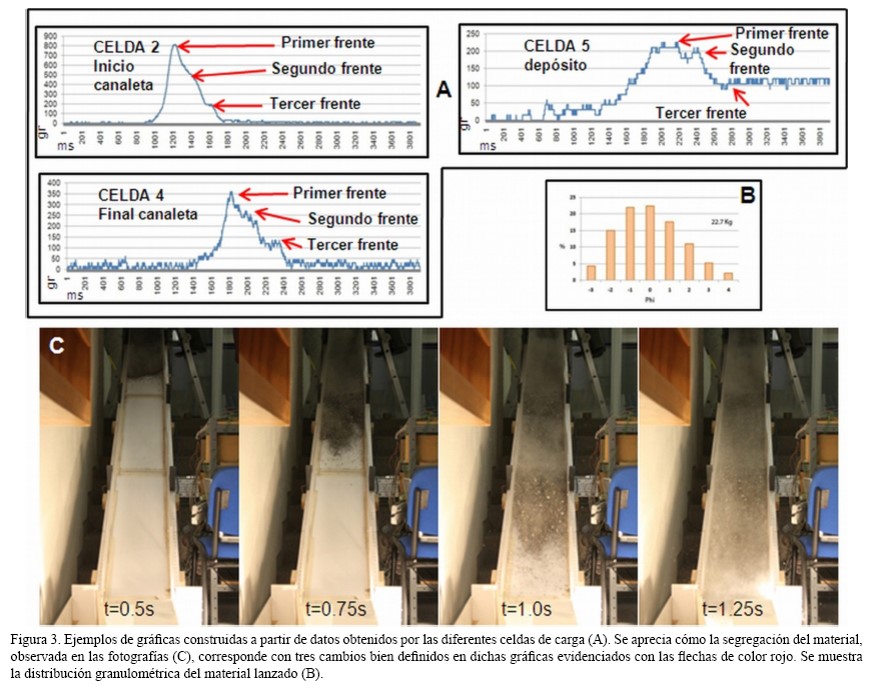 CELDA 2
Inicio
canaleta
Primer frente
Segundo frente
Tercer frente
900
800
700
600
500
400
300
200
100
0
gr
1
201
401
601
801
1001
1201
1401
1601
1801
2001
2201
2401
2601
2801
3001
3201
3401
3601
3801
ms
A
CELDA 5
depósito
Primer frente
Segundo
frente
Tercer frente
250
200
150
100
50
0
gr
1
201
401
601
801
1001
1201
1401
1601
1801
2001
2201
2401
2601
2801
3001
3201
3401
3601
3801
ms
CELDA 4
Final canaleta
Primer frente
Segundo frente
Tercer frente
400
350
300
250
200
150
100
50
0
gr
1
201
401
601
801
1001
1201
1401
1601
1801
2001
2201
2401
2601
2801
3001
3201
3401
3601
3801
ms
B
25
20
15
10
5
0
%
22.7 Kg
-3 -2 -1 0 1 2 3 4
Phi
C
t=0.5s
t=0.75s
t=1.0s
t=1.25s
Figura 3. Ejemplos de gráficas construidas a partir de datos obtenidos por las diferentes celdas de carga (A). Se aprecia cómo la segregación del material,
observada en las fotografías (C), corresponde con tres cambios bien definidos en dichas gráficas evidenciados con las flechas de color rojo. Se muestra
la distribución granulométrica del material lanzado (B).